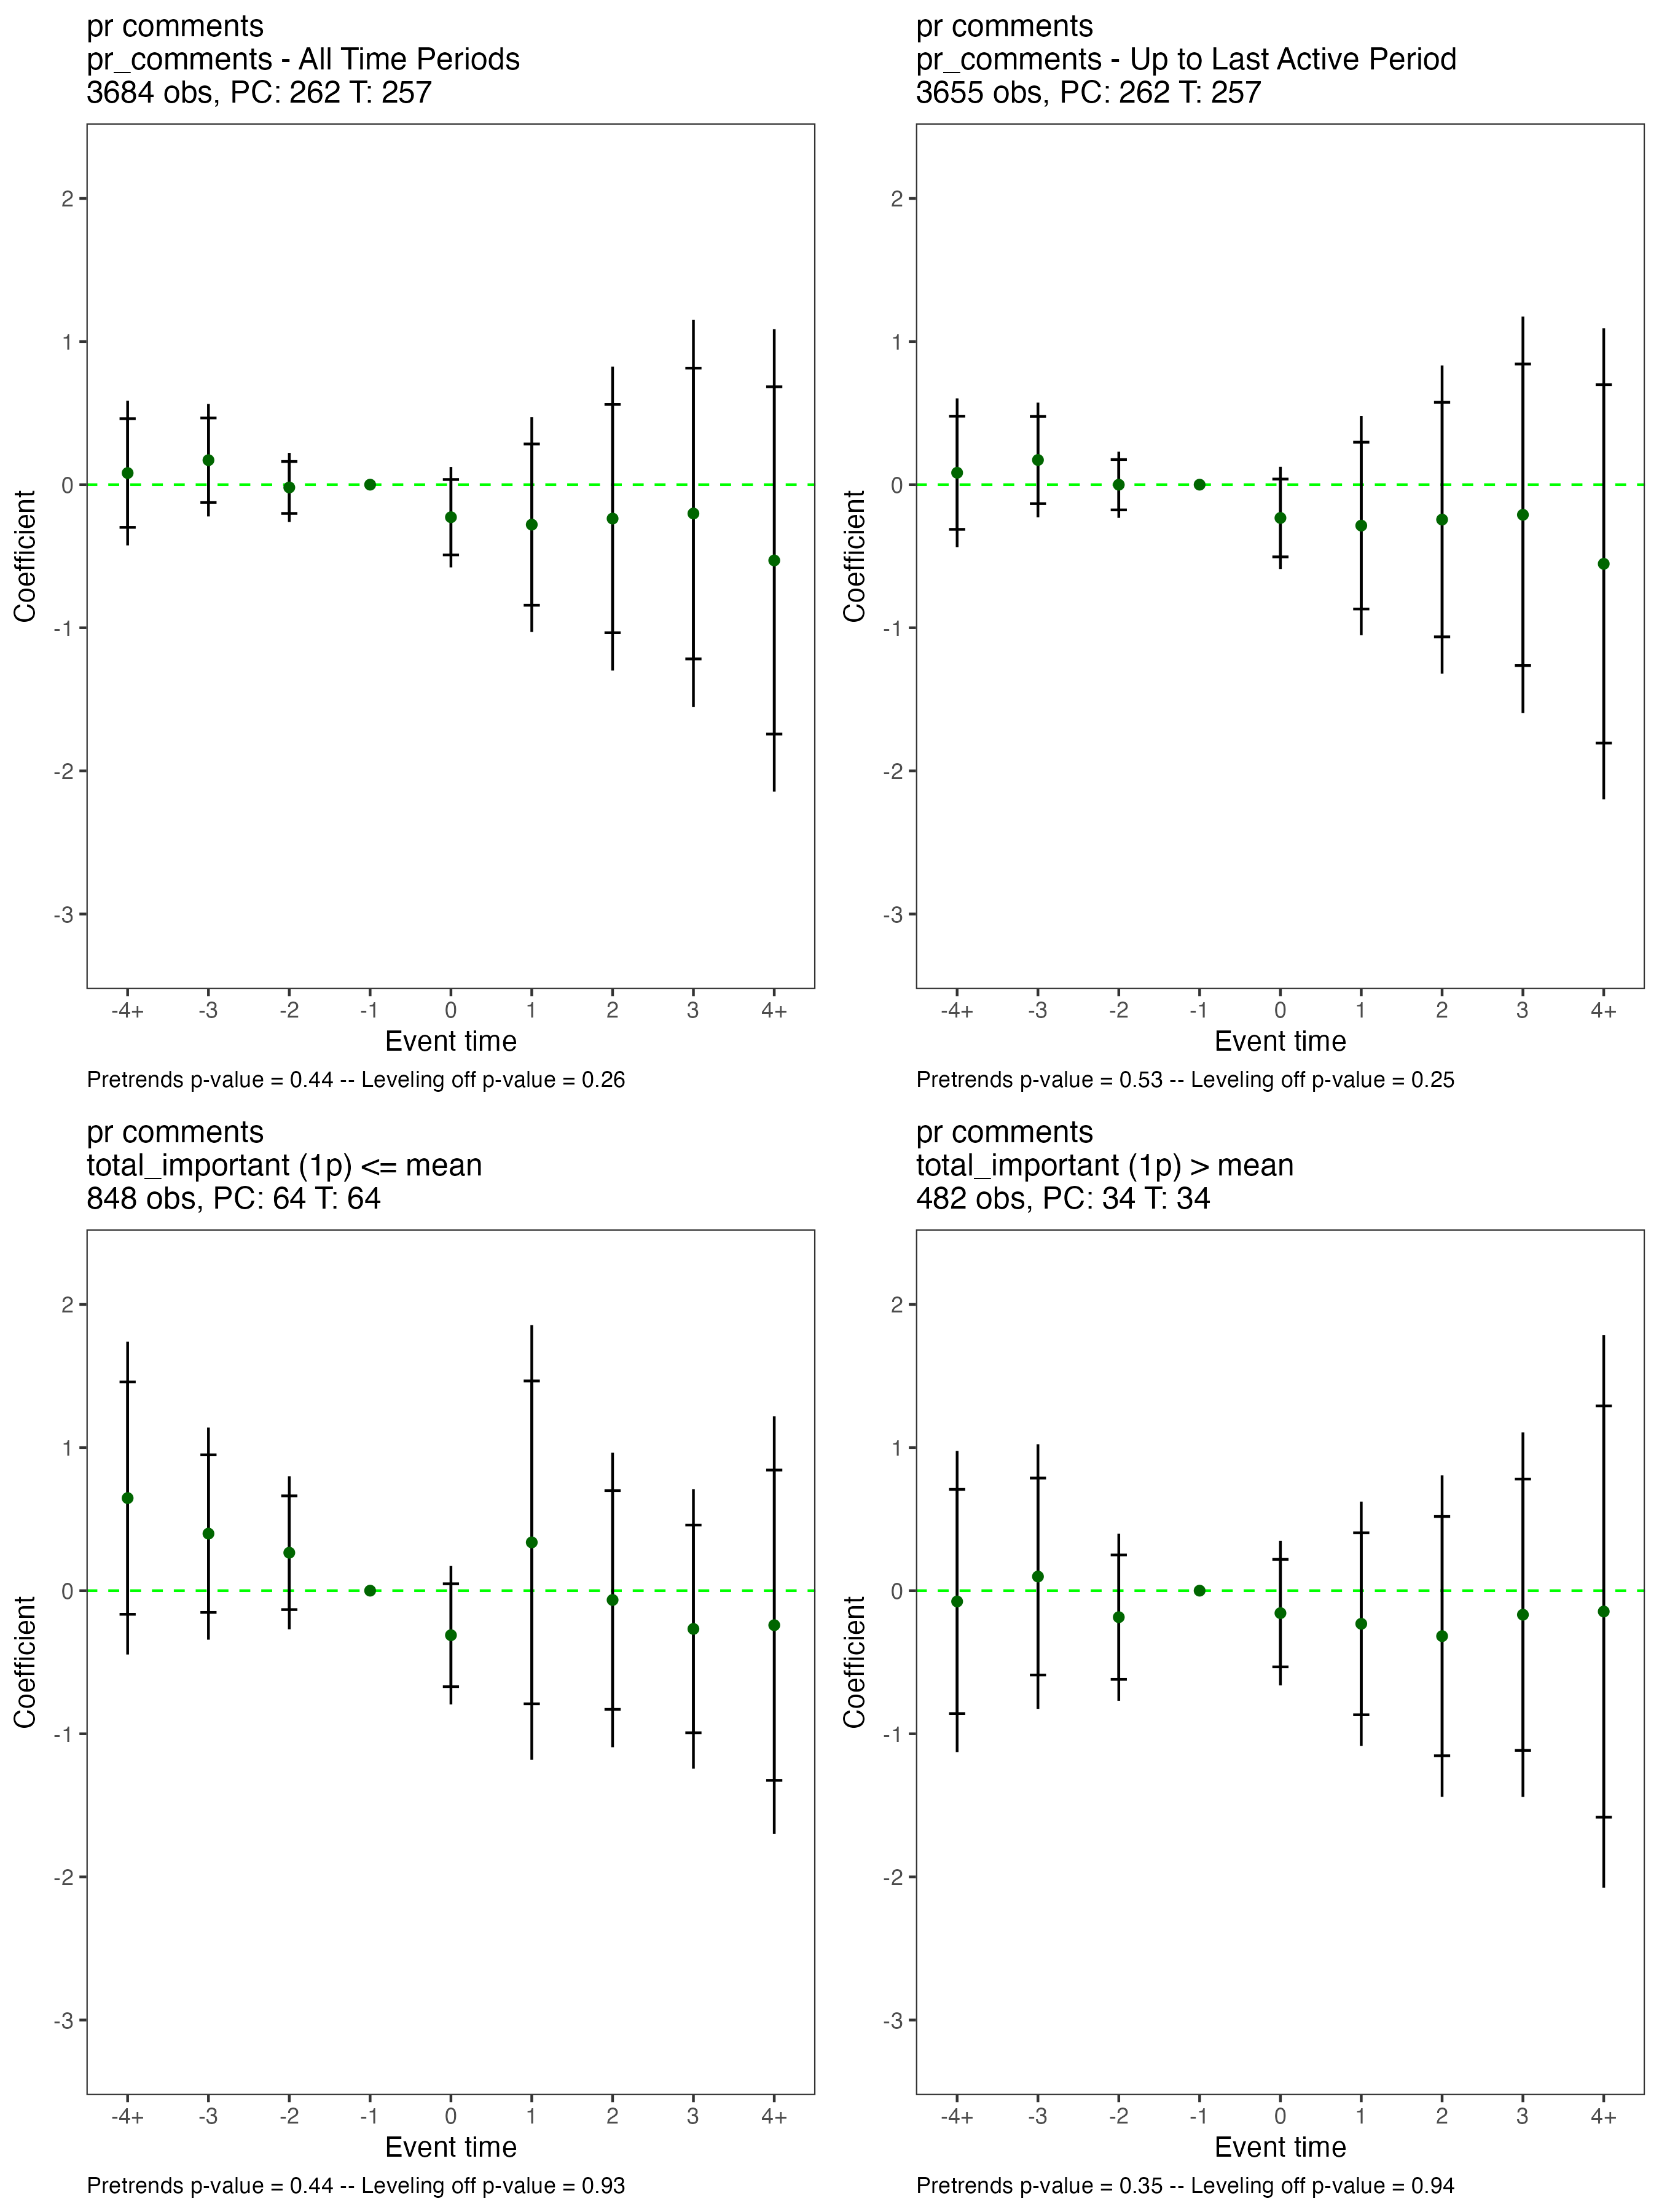 pr comments
pr_comments - All Time Periods
3684 obs, PC: 262 T: 257
2
1
0
-1
-2
-3
Coefficient
-4+ -3 -2 -1 0 1 2 3 4+
Event time
Pretrends p-value = 0.44 -- Leveling off p-value = 0.26
pr comments
pr_comments - Up to Last Active Period
3655 obs, PC: 262 T: 257
2
1
0
-1
-2
-3
Coefficient
-4+ -3 -2 -1 0 1 2 3 4+
Event time
Pretrends p-value = 0.53 -- Leveling off p-value = 0.25
pr comments
total_important (1p) <= mean
848 obs, PC: 64 T: 64
2
1
0
-1
-2
-3
Coefficient
-4+ -3 -2 -1 0 1 2 3 4+
Event time
Pretrends p-value = 0.44 -- Leveling off p-value = 0.93
pr comments
total_important (1p) > mean
482 obs, PC: 34 T: 34
2
1
0
-1
-2
-3
Coefficient
-4+ -3 -2 -1 0 1 2 3 4+
Event time
Pretrends p-value = 0.35 -- Leveling off p-value = 0.94